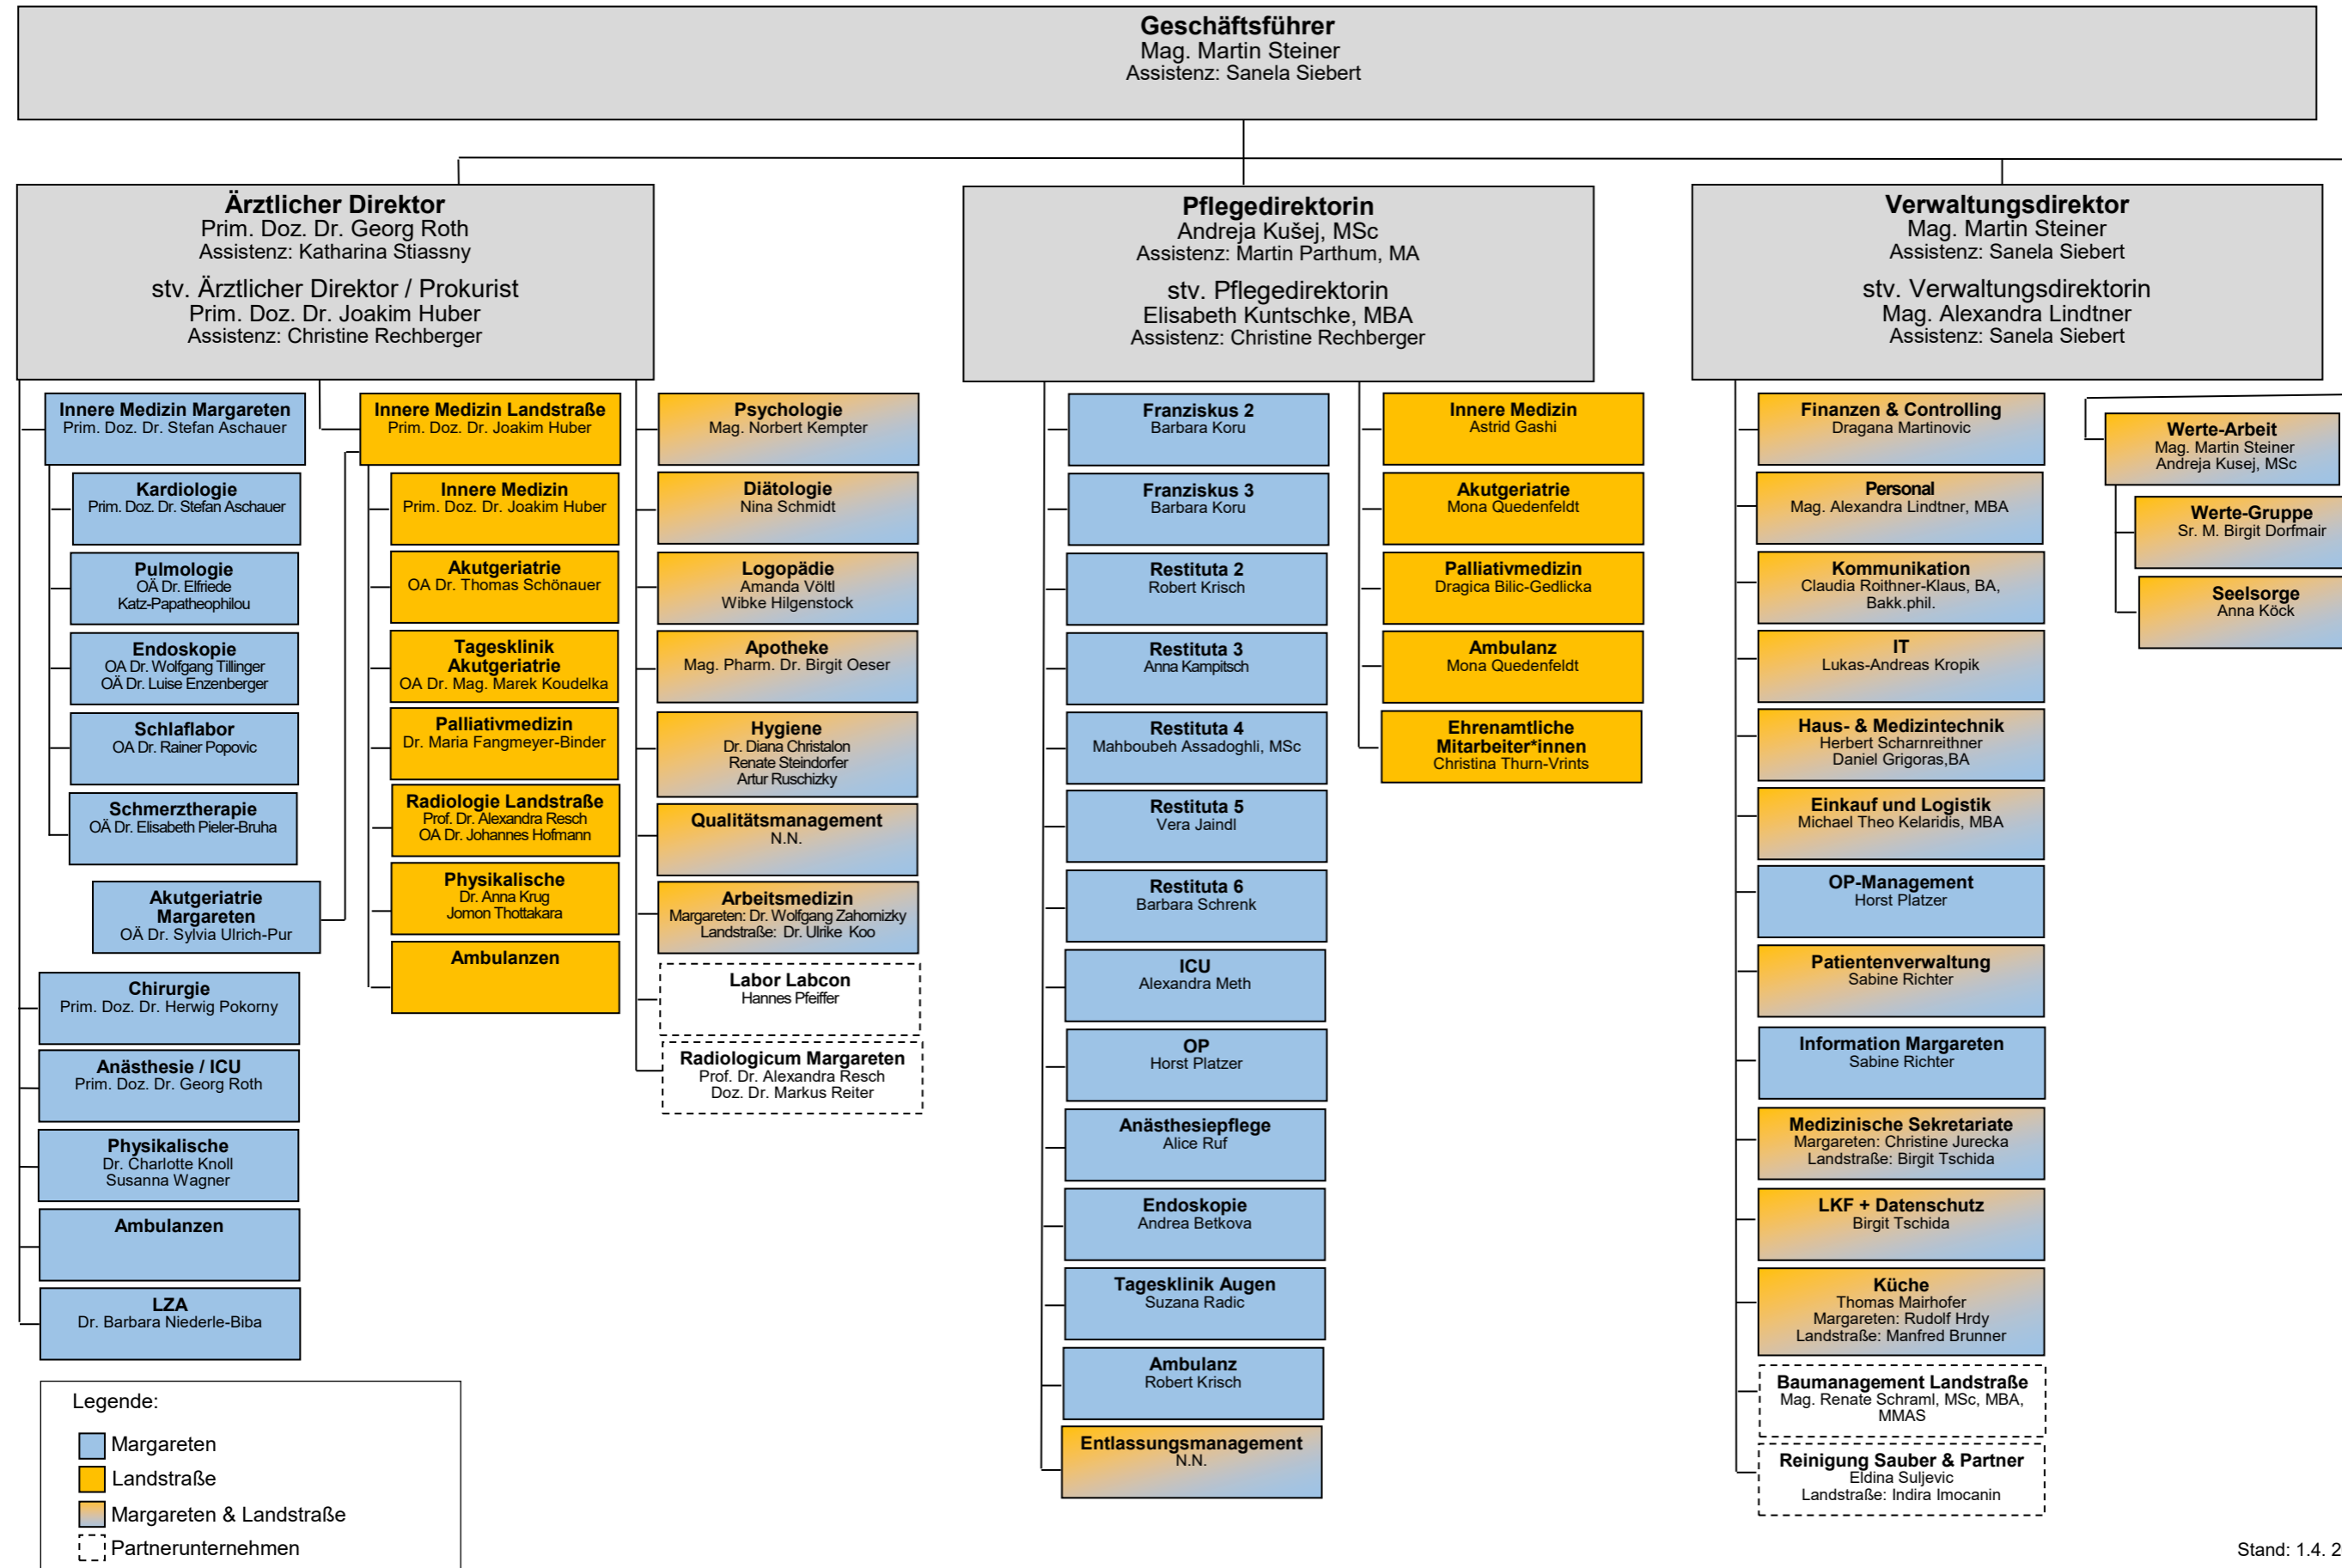 Geschäftsführer
Mag. Martin Steiner
Assistenz: Sanela Siebert
Ärztlicher Direktor
Prim. Doz. Dr. Georg Roth
Assistenz: Katharina Stiassny
stv. Ärztlicher Direktor / Prokurist
Prim. Doz. Dr. Joakim Huber
Assistenz: Christine Rechberger
Pflegedirektorin
Andreja Kušej, MSc
Assistenz: Martin Parthum, MA
stv. Pflegedirektorin
Elisabeth Kuntschke, MBA
Assistenz: Christine Rechberger
Verwaltungsdirektor
Mag. Martin Steiner
Assistenz: Sanela Siebert
stv. Verwaltungsdirektorin
Mag. Alexandra Lindtner
Assistenz: Sanela Siebert
Innere Medizin Margareten
Prim. Doz. Dr. Stefan Aschauer
Kardiologie
Prim. Doz. Dr. Stefan Aschauer
Pulmologie
OÄ Dr. Elfriede
Katz-Papatheophilou
Endoskopie
OA Dr. Wolfgang Tillinger
OÄ Dr. Luise Enzenberger
Schlaflabor
OA Dr. Rainer Popovic
Schmerztherapie
OÄ Dr. Elisabeth Pieler-Bruha
Akutgeriatrie
Margareten
OÄ Dr. Sylvia Ulrich-Pur
Chirurgie
Prim. Doz. Dr. Herwig Pokorny
Anästhesie / ICU
Prim. Doz. Dr. Georg Roth
Physikalische
Dr. Charlotte Knoll
Susanna Wagner
Ambulanzen
LZA
Dr. Barbara Niederle-Biba
Innere Medizin Landstraße
Prim. Doz. Dr. Joakim Huber
Innere Medizin
Prim. Doz. Dr. Joakim Huber
Akutgeriatrie
OA Dr. Thomas Schönauer
Tagesklinik
Akutgeriatrie
OA Dr. Mag. Marek Koudelka
Palliativmedizin
Dr. Maria Fangmeyer-Binder
Radiologie Landstraße
Prof. Dr. Alexandra Resch
OA Dr. Johannes Hofmann
Physikalische
Dr. Anna Krug
Jomon Thottakara
Ambulanzen
Psychologie
Mag. Norbert Kempter
Diätologie
Nina Schmidt
Logopädie
Amanda Völtl
Wibke Hilgenstock
Apotheke
Mag. Pharm. Dr. Birgit Oeser
Hygiene
Dr. Diana Christalon
Renate Steindorfer
Artur Ruschizky
Qualitätsmanagement
N.N.
Arbeitsmedizin
Margareten: Dr. Wolfgang Zahornizky
Landstraße: Dr. Ulrike Koo
Labor Labcon
Hannes Pfeiffer
Radiologicum Margareten
Prof. Dr. Alexandra Resch
Doz. Dr. Markus Reiter
Franziskus 2
Barbara Koru
Franziskus 3
Barbara Koru
Restituta 2
Robert Krisch
Restituta 3
Anna Kampitsch
Restituta 4
Mahboubeh Assadoghli, MSc
Restituta 5
Vera Jaindl
Restituta 6
Barbara Schrenk
ICU
Alexandra Meth
OP
Horst Platzer
Anästhesiepflege
Alice Ruf
Endoskopie
Andrea Betkova
Tagesklinik Augen
Suzana Radic
Ambulanz
Robert Krisch
Entlassungsmanagement
N.N.
Innere Medizin
Astrid Gashi
Akutgeriatrie
Mona Quedenfeldt
Palliativmedizin
Dragica Bilic-Gedlicka
Ambulanz
Mona Quedenfeldt
Ehrenamtliche
Mitarbeiter*innen
Christina Thurn-Vrints
Finanzen & Controlling
Dragana Martinovic
Personal
Mag. Alexandra Lindtner, MBA
Kommunikation
Claudia Roithner-Klaus, BA,
Bakk.phil.
IT
Lukas-Andreas Kropik
Haus- & Medizintechnik
Herbert Scharnreithner
Daniel Grigoras,BA
Einkauf und Logistik
Michael Theo Kelaridis, MBA
OP-Management
Horst Platzer
Patientenverwaltung
Sabine Richter
Information Margareten
Sabine Richter
Medizinische Sekretariate
Margareten: Christine Jurecka
Landstraße: Birgit Tschida
LKF + Datenschutz
Birgit Tschida
Küche
Thomas Mairhofer
Margareten: Rudolf Hrdy
Landstraße: Manfred Brunner
Baumanagement Landstraße
Mag. Renate Schraml, MSc, MBA,
MMAS
Reinigung Sauber & Partner
Eldina Suljevic
Landstraße: Indira Imocanin
Werte-Arbeit
Mag. Martin Steiner
Andreja Kusej, MSc
Werte-Gruppe
Sr. M. Birgit Dorfmair
Seelsorge
Anna Köck
Legende:
Margareten
Landstraße
Margareten & Landstraße
Partnerunternehmen
Stand: 1.4. 2